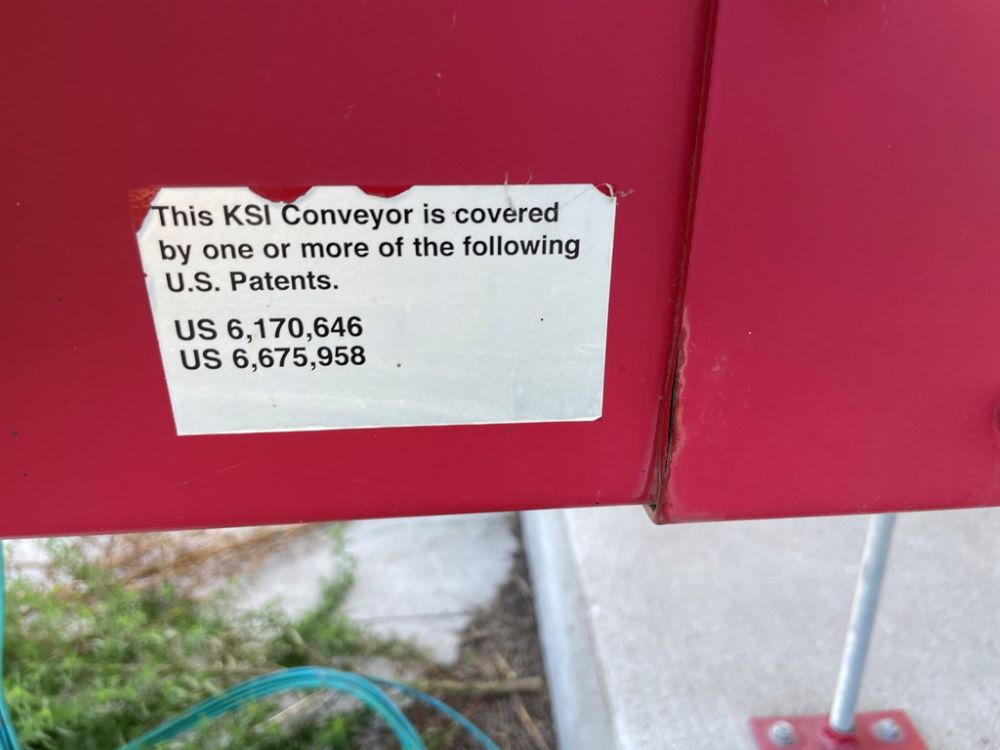 This KSI Conveyor is covered
by one or more of the following
U.S. Patents.
US 6,170,646
US 6,675,958